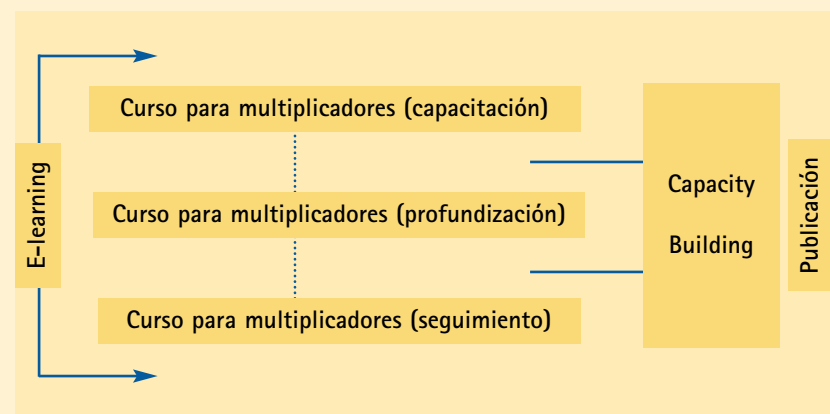 E-learning
Curso para multiplicadores (capacitación)
Curso para multiplicadores (profundización)
Curso para multiplicadores (seguimiento)
Capacity
Building
Publicación